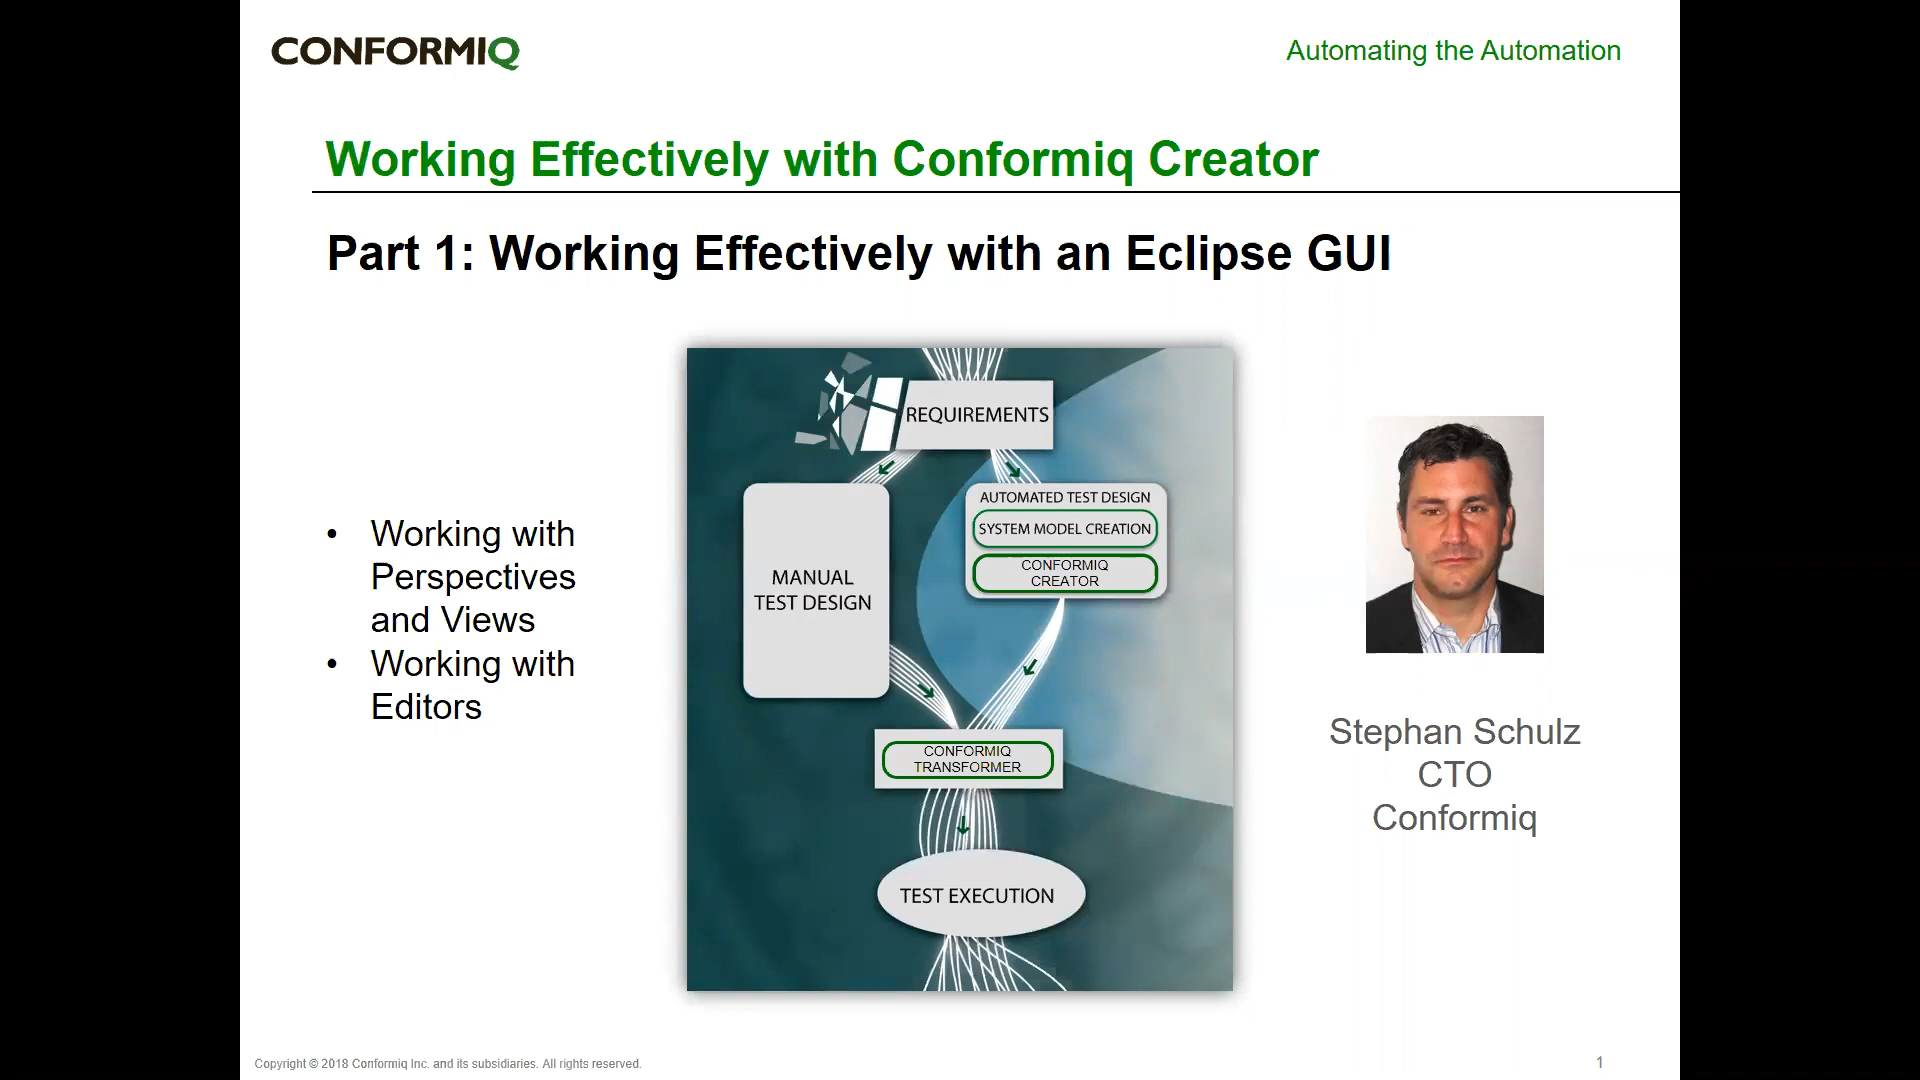 CONFORMIQ
Automating the Automation
Working Effectively with Conformiq Creator
Part 1: Working Effectively with an Eclipse GUI
• Working with
Perspectives
and Views
• Working with
Editors
REQUIREMENTS
MANUAL
TEST DESIGN
AUTOMATED TEST DESIGN
SYSTEM MODEL CREATION
CONFORMIQ
CREATOR
CONFORMIQ
TRANSFORMER
TEST EXECUTION
Stephan Schulz
CTO
Conformiq
Copyright © 2018 Conformiq Inc. and its subsidiaries. All rights reserved.
1